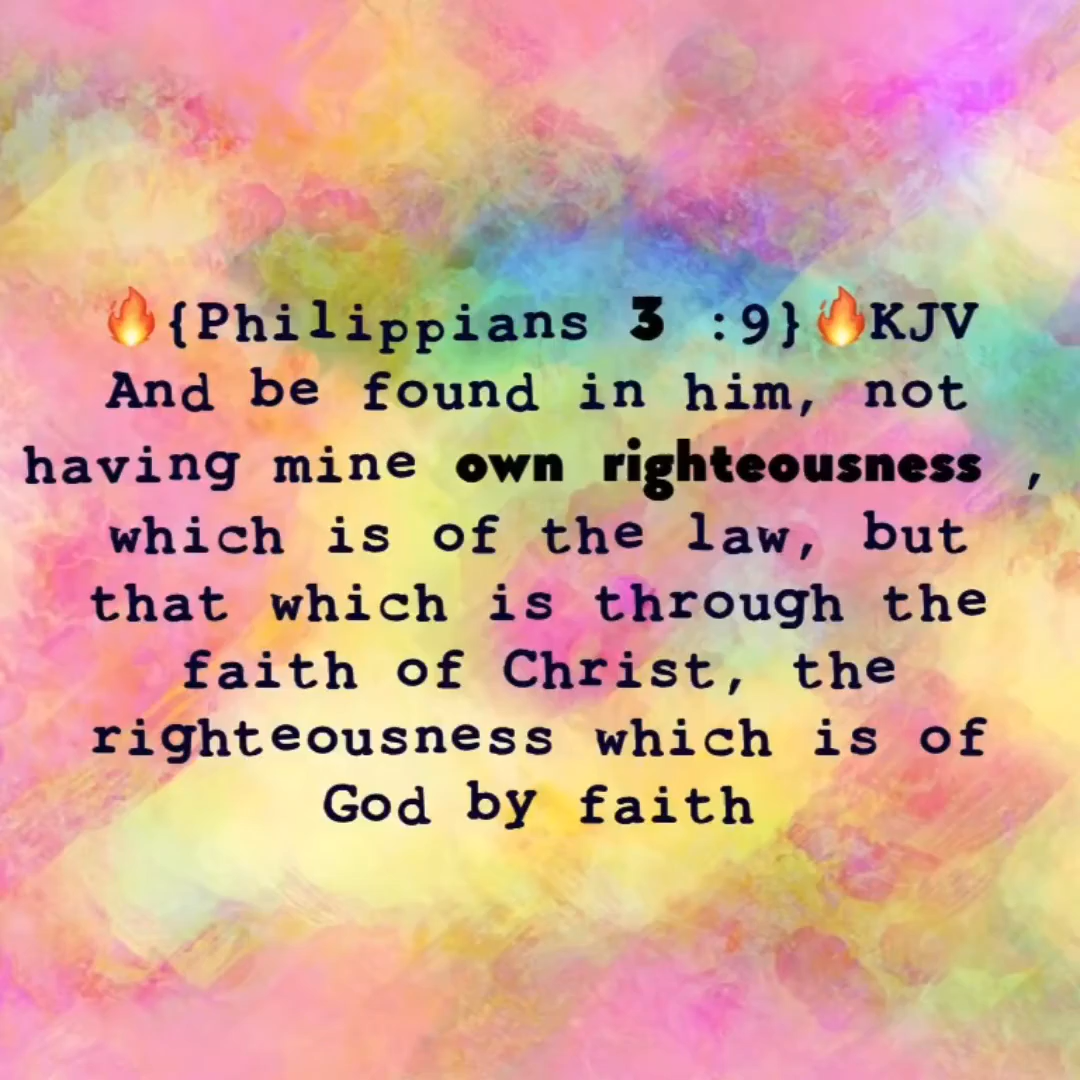 🔥{Philippians 3 :9}🔥KJV
And be found in him, not
having mine own righteousness ,
which is of the law, but
that which is through the
faith of Christ, the
righteousness which is of
God by faith